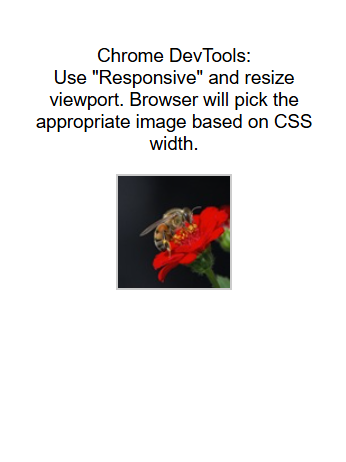 Chrome DevTools:
Use "Responsive" and resize
viewport. Browser will pick the
appropriate image based on CSS
width.